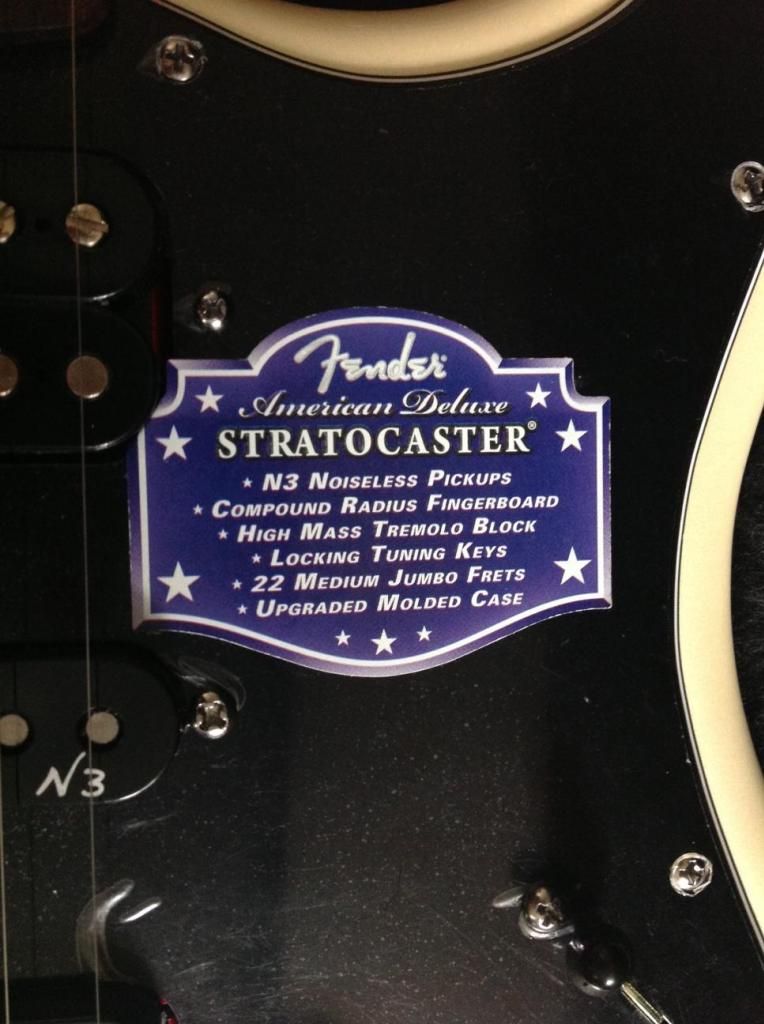 Fender
American Deluxe
STRATOCASTER®
★ N3 NOISELESS PICKUPS
★ COMPOUND RADIUS FINGERBOARD
★ HIGH MASS TREMOLO BLOCK
★ LOCKING TUNING KEYS
★ 22 MEDIUM JUMBO FRETS
★ UPGRADED MOLDED CASE
N3